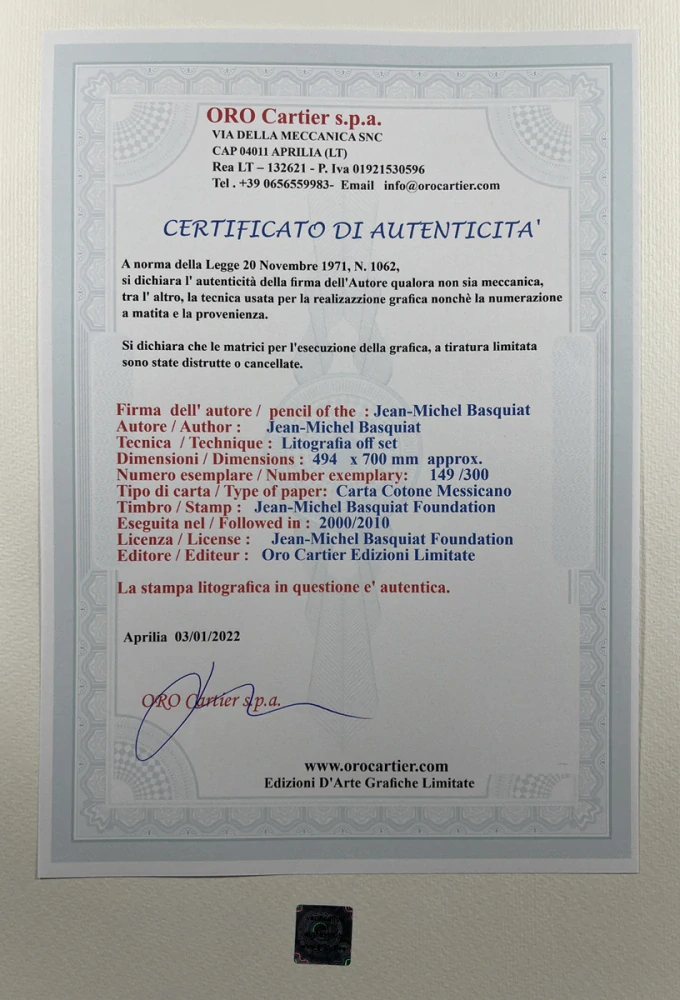 ORO Cartier s.p.a.
VIA DELLA MECCANICA SNC
CAP 04011 APRILIA (LT)
Rea LT – 132621 - P. Iva 01921530596
Tel . +39 0656559983- Email info@orocartier.com
CERTIFICATO DI AUTENTICITA'
A norma della Legge 20 Novembre 1971, N. 1062,
si dichiara l' autenticità della firma dell'Autore qualora non sia meccanica,
tra l' altro, la tecnica usata per la realizazzione grafica nonchè la numerazione
a matita e la provenienza.
Si dichiara che le matrici per l'esecuzione della grafica, a tiratura limitata
sono state distrutte o cancellate.
Firma dell' autore / pencil of the : Jean-Michel Basquiat
Autore / Author : Jean-Michel Basquiat
Tecnica / Technique : Litografia off set
Dimensioni / Dimensions : 494 x 700 mm approx.
Numero esemplare / Number exemplary: 149 /300
Tipo di carta / Type of paper: Carta Cotone Messicano
Timbro / Stamp : Jean-Michel Basquiat Foundation
Eseguita nel / Followed in : 2000/2010
Licenza / License : Jean-Michel Basquiat Foundation
Editore / Editeur : Oro Cartier Edizioni Limitate
La stampa litografica in questione e' autentica.
Aprilia 03/01/2022
ORO Cartier s.p.a.
www.orocartier.com
Edizioni D'Arte Grafiche Limitate